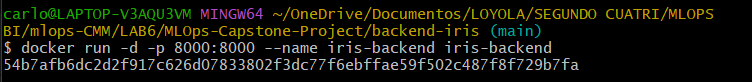 carlo@LAPTOP-V3AQU3VM MINGW64 ~/OneDrive/Documentos/LOYOLA/SEGUNDO CUATRI/MLOPS
BI/mlops-CMM/LAB6/MLOps-Capstone-Project/backend-iris (main)
$ docker run -d -p 8000:8000 --name iris-backend iris-backend
54b7afb6dc2d2f917c626d07833802f3dc77f6ebffae59f502c487f8f729b7fa